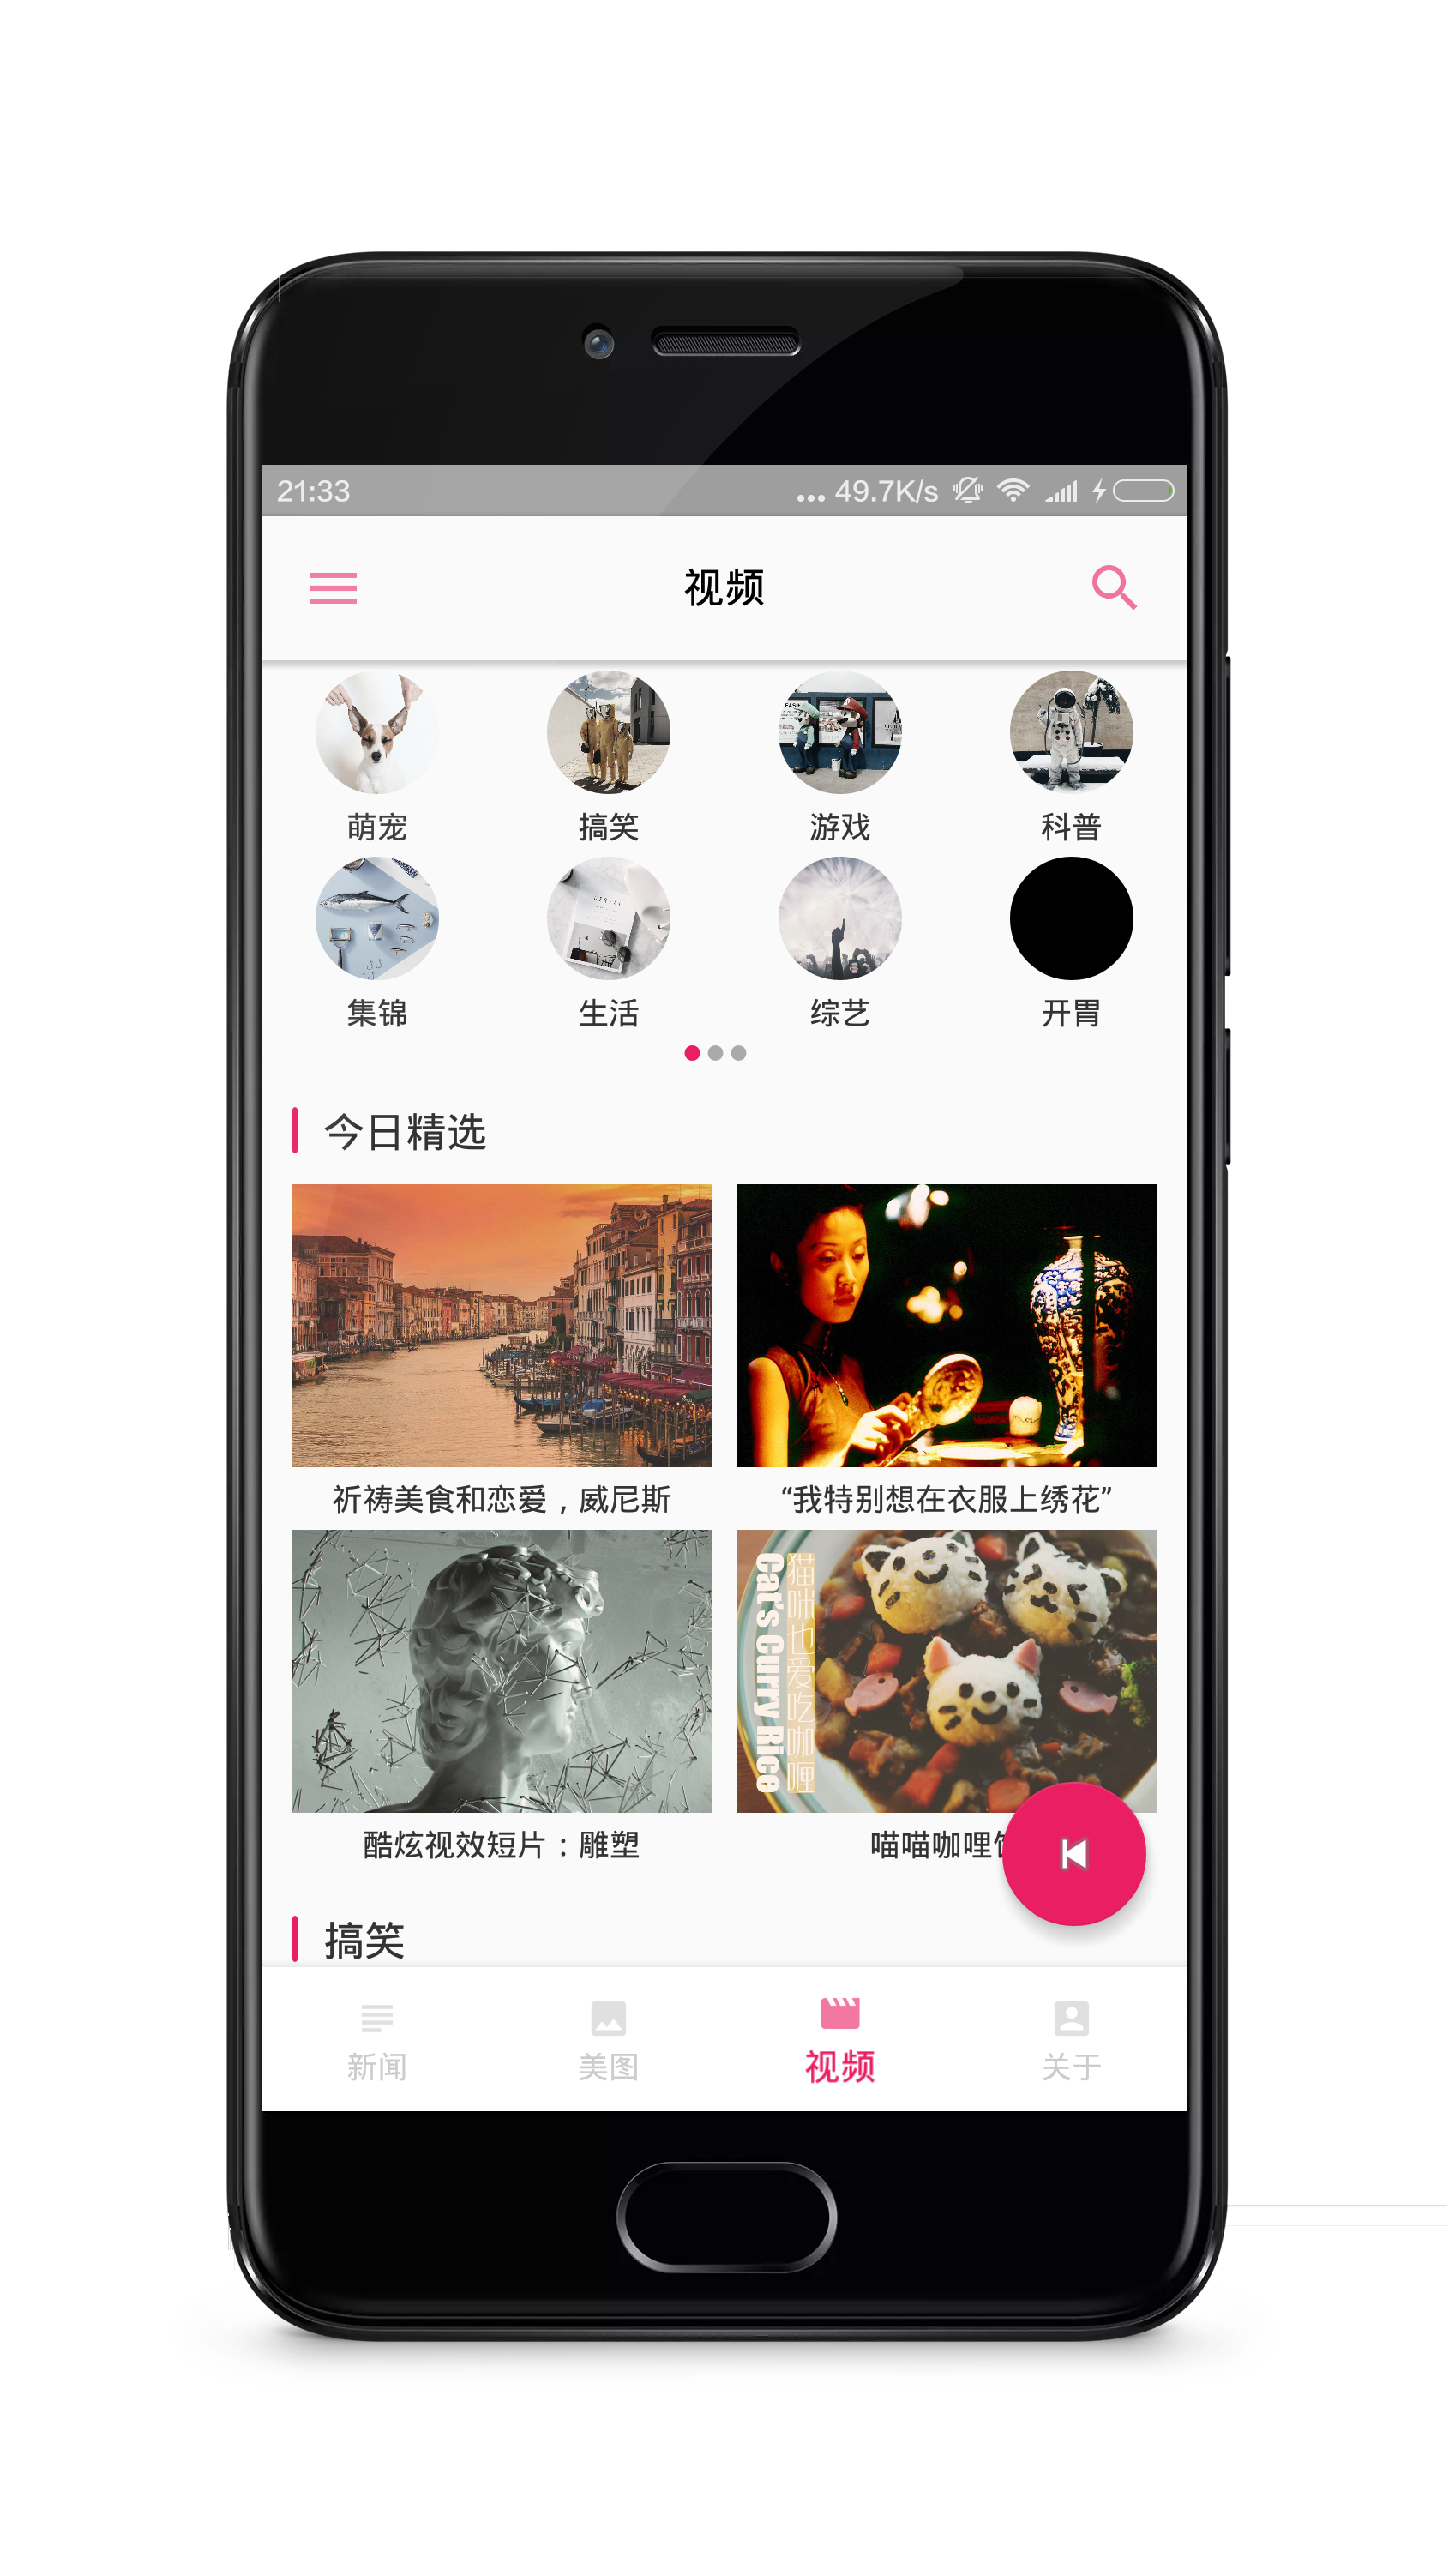 21:33 ... 49.7K/s
视频
萌宠 搞笑 游戏 科普
集锦 生活 综艺 开胃
今日精选
祈祷美食和恋爱，威尼斯 “我特别想在衣服上绣花”
猫咪也爱吃咖喱
Cat's Curry Rice
酷炫视效短片：雕塑 喵喵咖哩
搞笑
新闻 美图 视频 关于